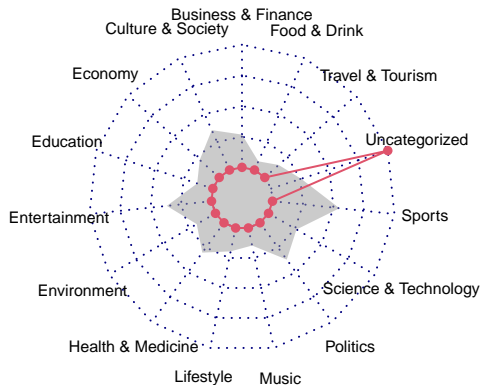 Business & Finance
Culture & Society
Food & Drink
Economy
Travel & Tourism
Education
Uncategorized
Entertainment
Sports
Environment
Science & Technology
Health & Medicine
Politics
Lifestyle
Music